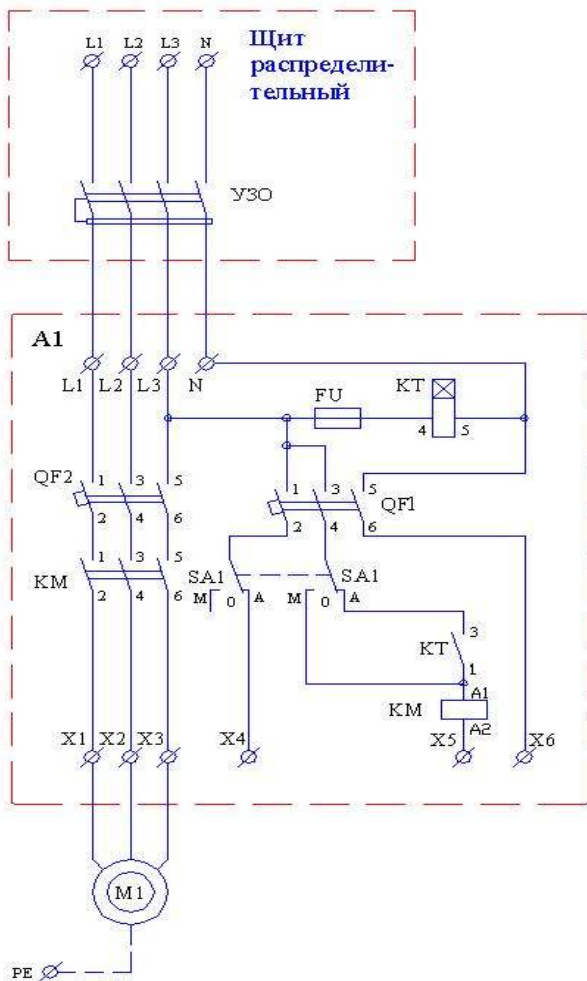 L1 L2 L3 N
Щит
распредели-
тельный
УЗО
A1
L1 L2 L3 N
FU
KT
4 5
QF2
1 3 5
2 4 6
1 3 5
2 4 6
QF1
KM
1 3 5
2 4 6
SA1
SA1
M 0 A
M 0 A
KT
3
1
KM
A1
A2
X1 X2 X3 X4 X5 X6
M1
PE